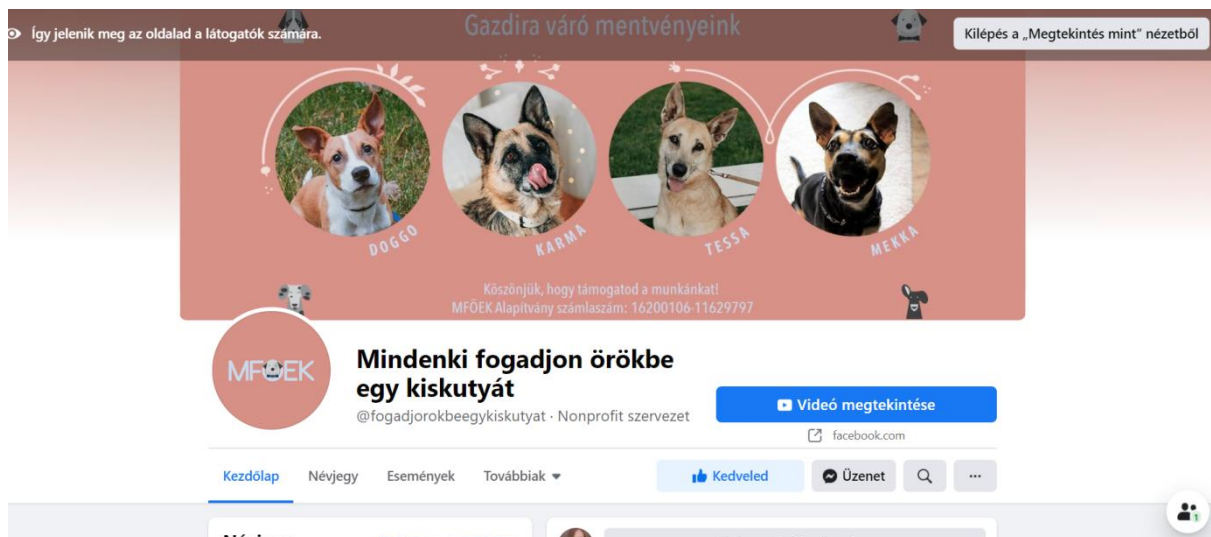 Gazdira váró mentvényeink
Így jelenik meg az oldalad a látogatók számára.
Kilépés a „Megtekintés mint” nézetből
DOGGO
KARMA
TESSA
MEKKA
Köszönjük, hogy támogatod a munkánkat!
MFÖEK Alapítvány számlaszám: 16200106-11629797
MFÖEK
Mindenki fogadjon örökbe
egy kiskutyát
@fogadjorokbeegykiskutyat · Nonprofit szervezet
Videó megtekintése
facebook.com
Kezdőlap Névjegy Események Továbbiak
Kedveled Üzenet
1